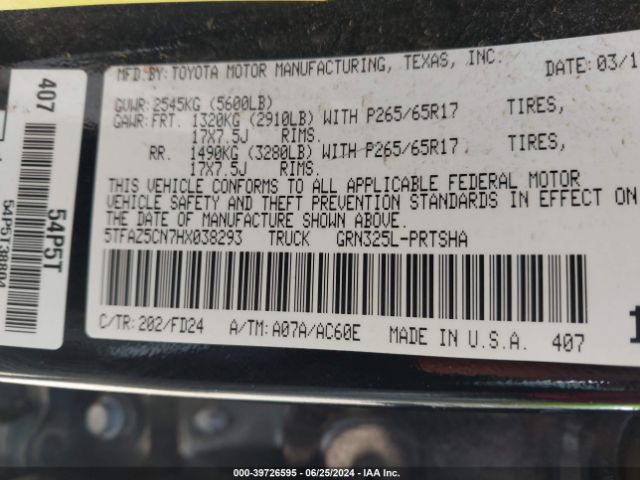 MFD.BY: TOYOTA MOTOR MANUFACTURING, TEXAS, INC. DATE: 03/1
GVWR: 2545KG (5600LB)
GAWR: FRT. 1320KG (2910LB) WITH P265/65R17 TIRES,
17X7.5J RIMS.
RR. 1490KG (3280LB) WITH P265/65R17 TIRES,
17X7.5J RIMS.
THIS VEHICLE CONFORMS TO ALL APPLICABLE FEDERAL MOTOR
VEHICLE SAFETY AND THEFT PREVENTION STANDARDS IN EFFECT ON
THE DATE OF MANUFACTURE SHOWN ABOVE.
5TFAZ5CN7HX038293 TRUCK GRN325L-PRTSHA
C/TR: 202/FD24 A/TM: A07A/AC60E MADE IN U.S.A. 407
407
54P5T
54P5T38804
000-39726595 - 06/25/2024 - IAAI.COM